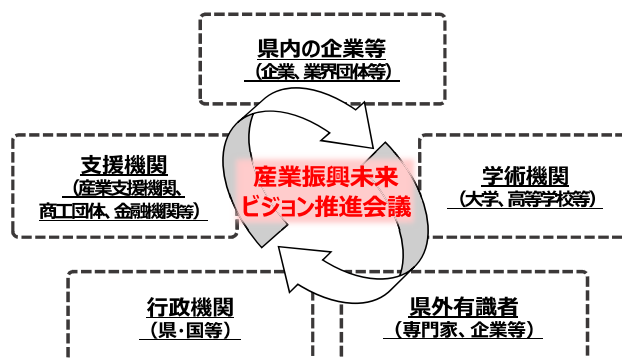 県内の企業等
（企業、業界団体等）
支援機関
（産業支援機関、
商工団体、金融機関等）
産業振興未来
ビジョン推進会議
学術機関
（大学、高等学校等）
行政機関
（県・国等）
県外有識者
（専門家、企業等）